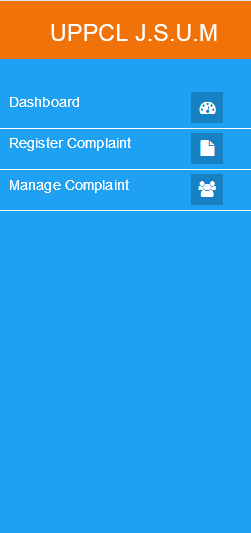 UPPCL J.S.U.M
Dashboard
Register Complaint
Manage Complaint